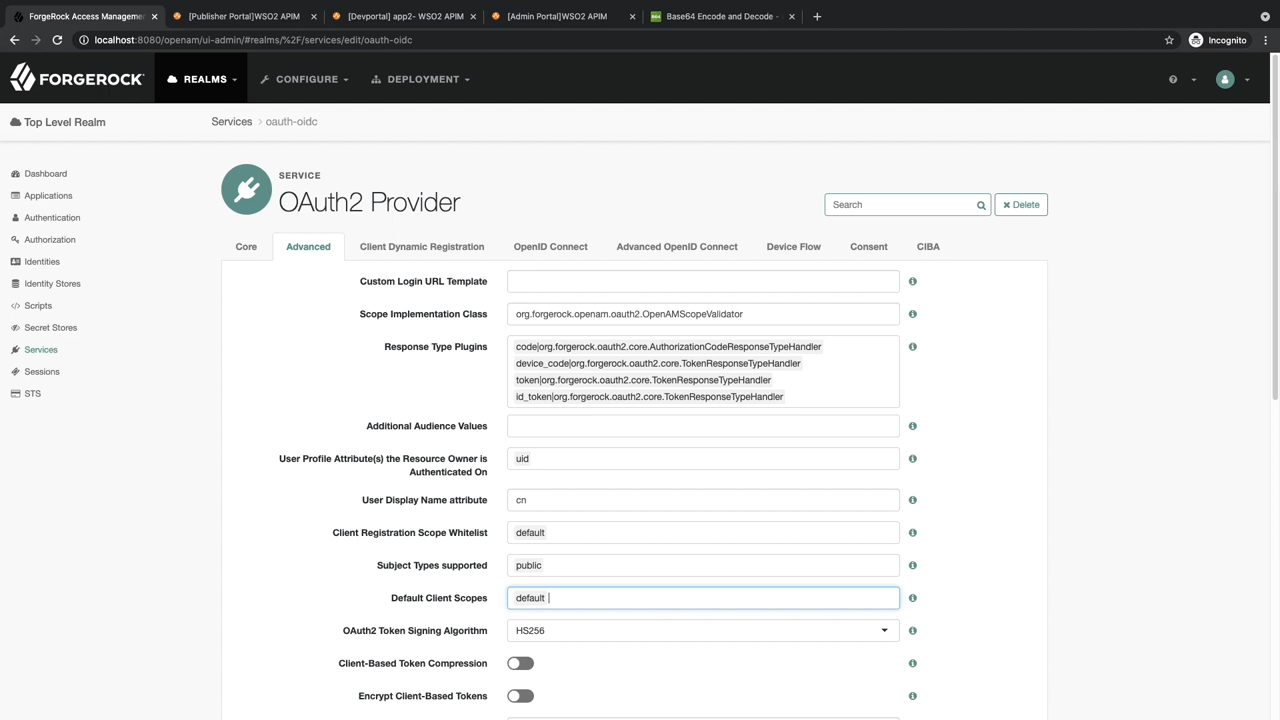 ForgeRock Access Managemen
[Publisher Portal]WSO2 APIM
[Devportal] app2- WSO2 APIM
[Admin Portal]WSO2 APIM
Base64 Encode and Decode -
localhost:8080/openam/ui-admin/#realms/%2F/services/edit/oauth-oidc
Incognito
FORGEROCK
REALMS
CONFIGURE
DEPLOYMENT
Top Level Realm
Services > oauth-oidc
Dashboard
Applications
Authentication
Authorization
Identities
Identity Stores
Scripts
Secret Stores
Services
Sessions
STS
SERVICE
OAuth2 Provider
Search
Delete
Core
Advanced
Client Dynamic Registration
OpenID Connect
Advanced OpenID Connect
Device Flow
Consent
CIBA
Custom Login URL Template
Scope Implementation Class
org.forgerock.openam.oauth2.OpenAMScopeValidator
Response Type Plugins
code|org.forgerock.oauth2.core.AuthorizationCodeResponseTypeHandler
device_code|org.forgerock.oauth2.core.TokenResponseTypeHandler
token|org.forgerock.oauth2.core.TokenResponseTypeHandler
id_token|org.forgerock.oauth2.core.TokenResponseTypeHandler
Additional Audience Values
User Profile Attribute(s) the Resource Owner is
Authenticated On
uid
User Display Name attribute
cn
Client Registration Scope Whitelist
default
Subject Types supported
public
Default Client Scopes
default
OAuth2 Token Signing Algorithm
HS256
Client-Based Token Compression
Encrypt Client-Based Tokens